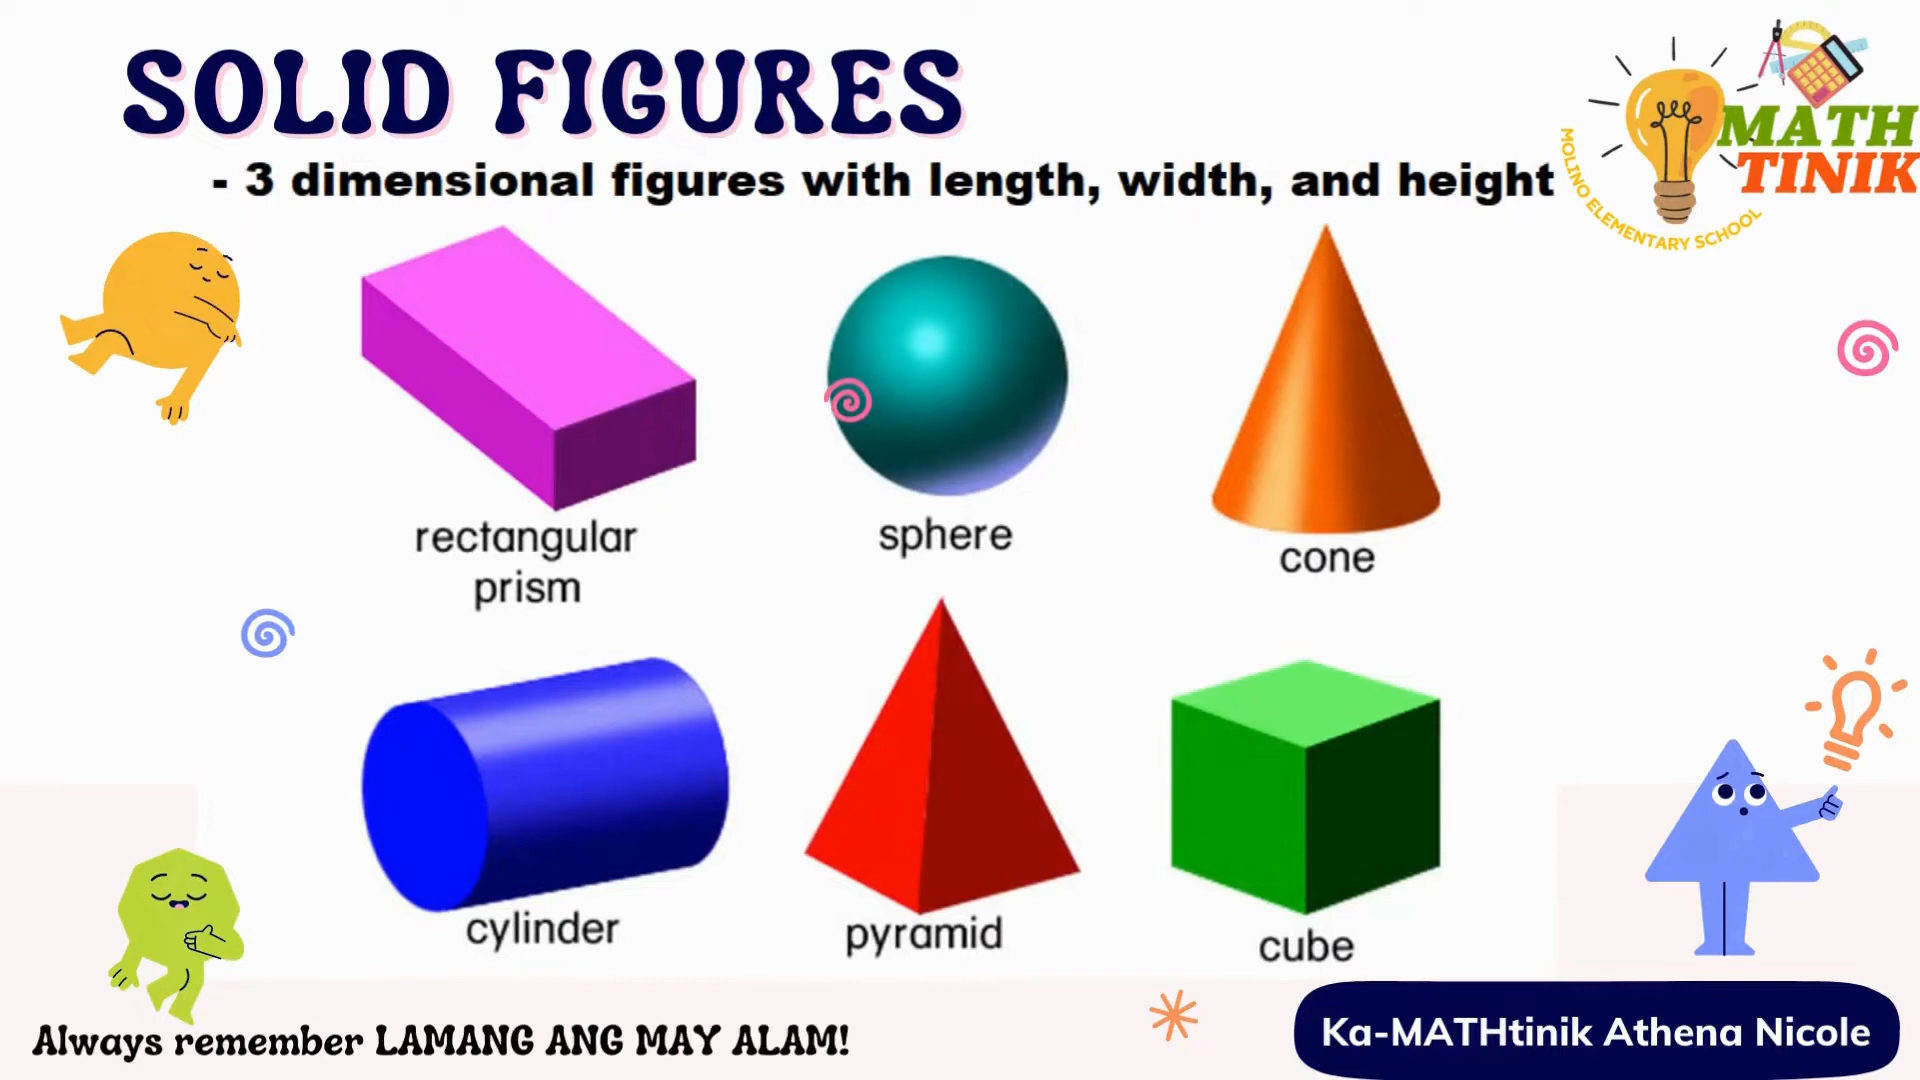 SOLID FIGURES
- 3 dimensional figures with length, width, and height
MATH
TINIK
MOLINO ELEMENTARY SCHOOL
rectangular
prism
sphere
cone
cylinder
pyramid
cube
Always remember LAMANG ANG MAY ALAM!
Ka-MATHtinik Athena Nicole